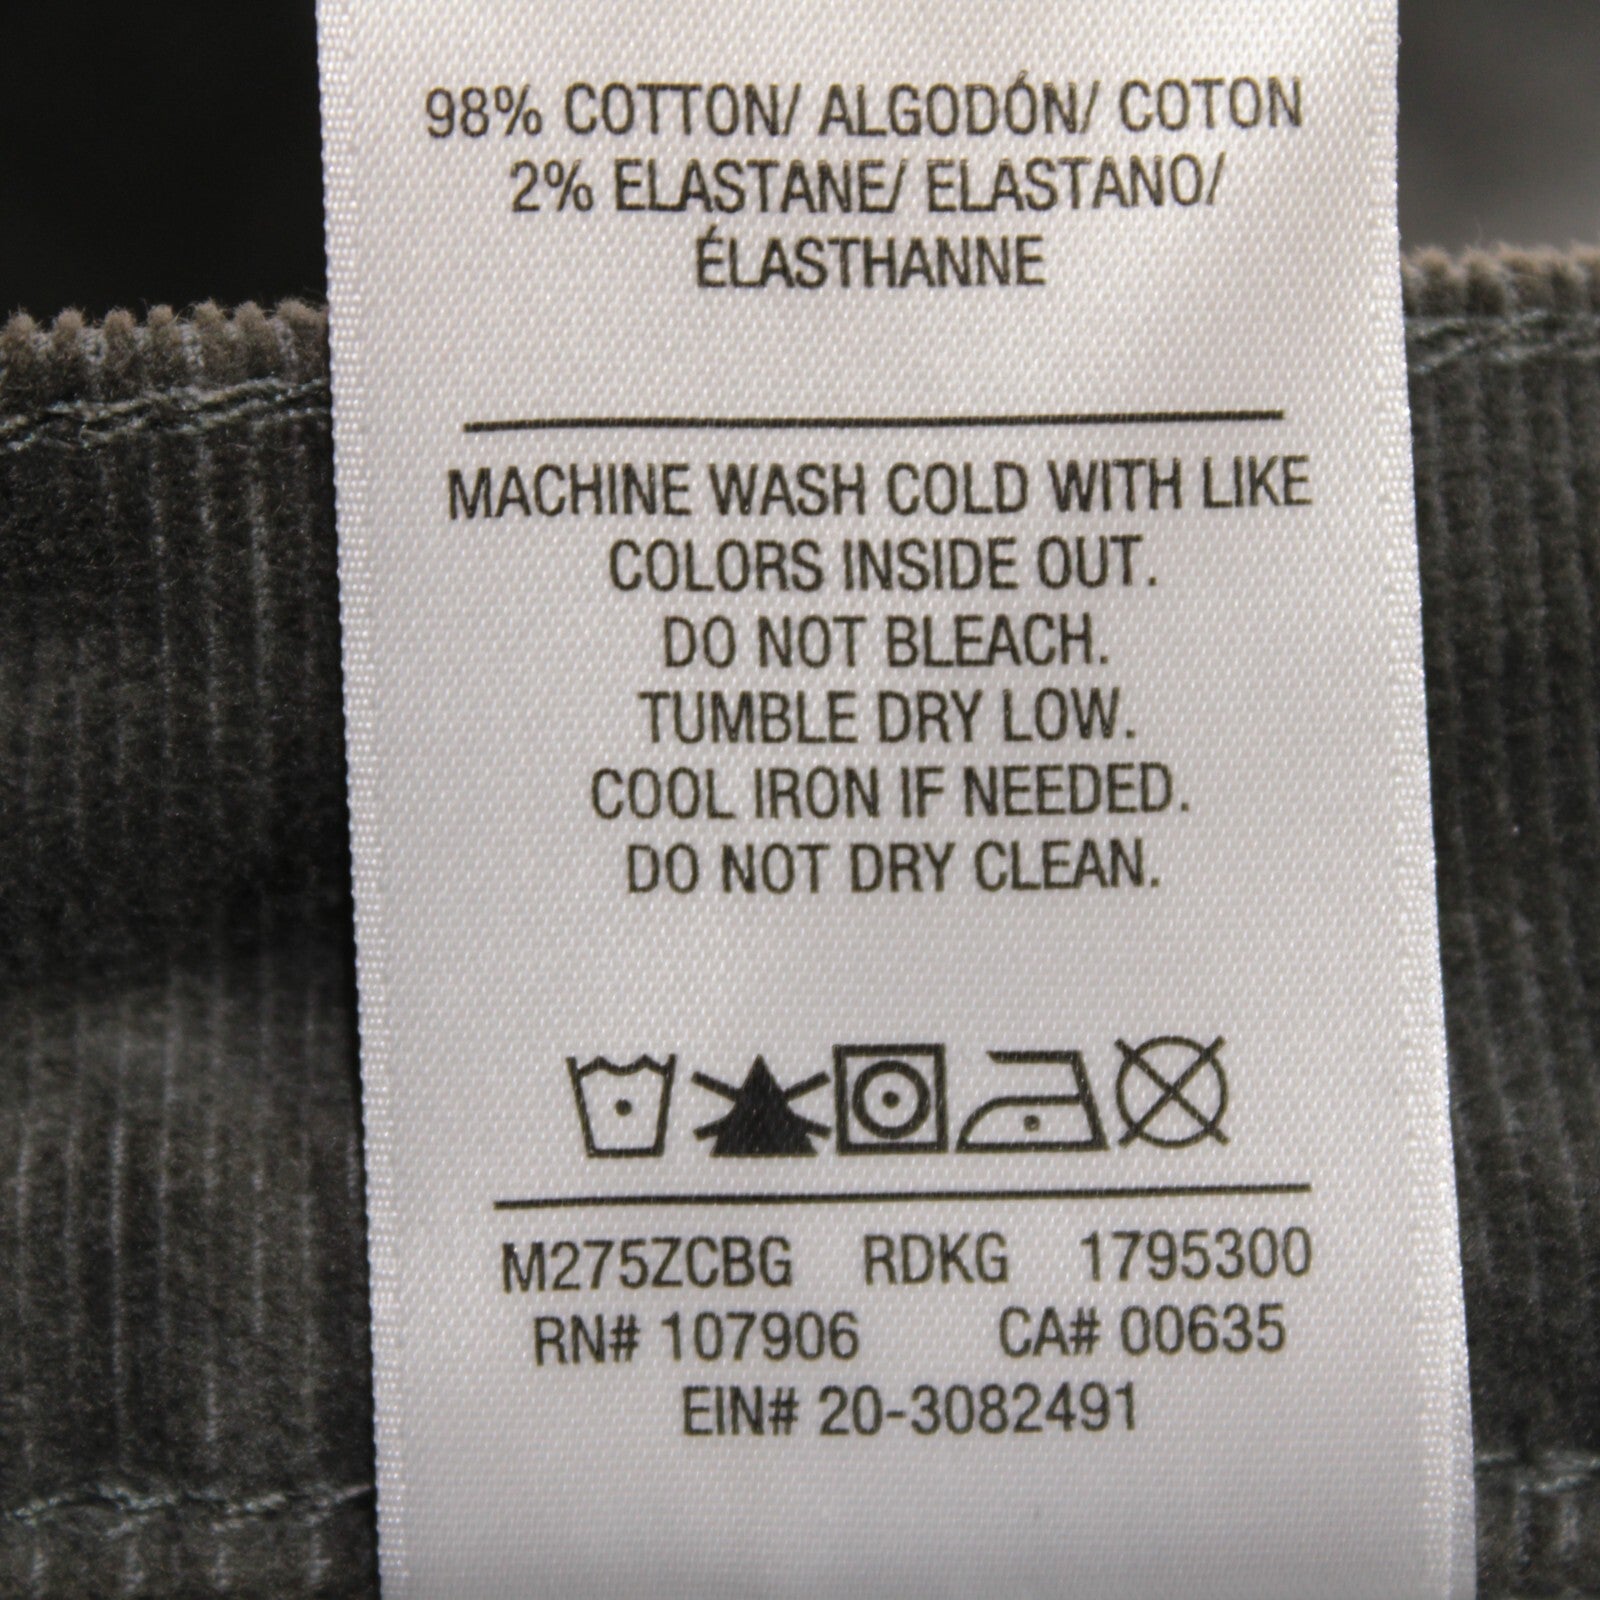 98% COTTON/ ALGODÓN/ COTON
2% ELASTANE/ ELASTANO/
ÉLASTHANNE
MACHINE WASH COLD WITH LIKE
COLORS INSIDE OUT.
DO NOT BLEACH.
TUMBLE DRY LOW.
COOL IRON IF NEEDED.
DO NOT DRY CLEAN.
M275ZCBG RDKG 1795300
RN# 107906 CA# 00635
EIN# 20-3082491